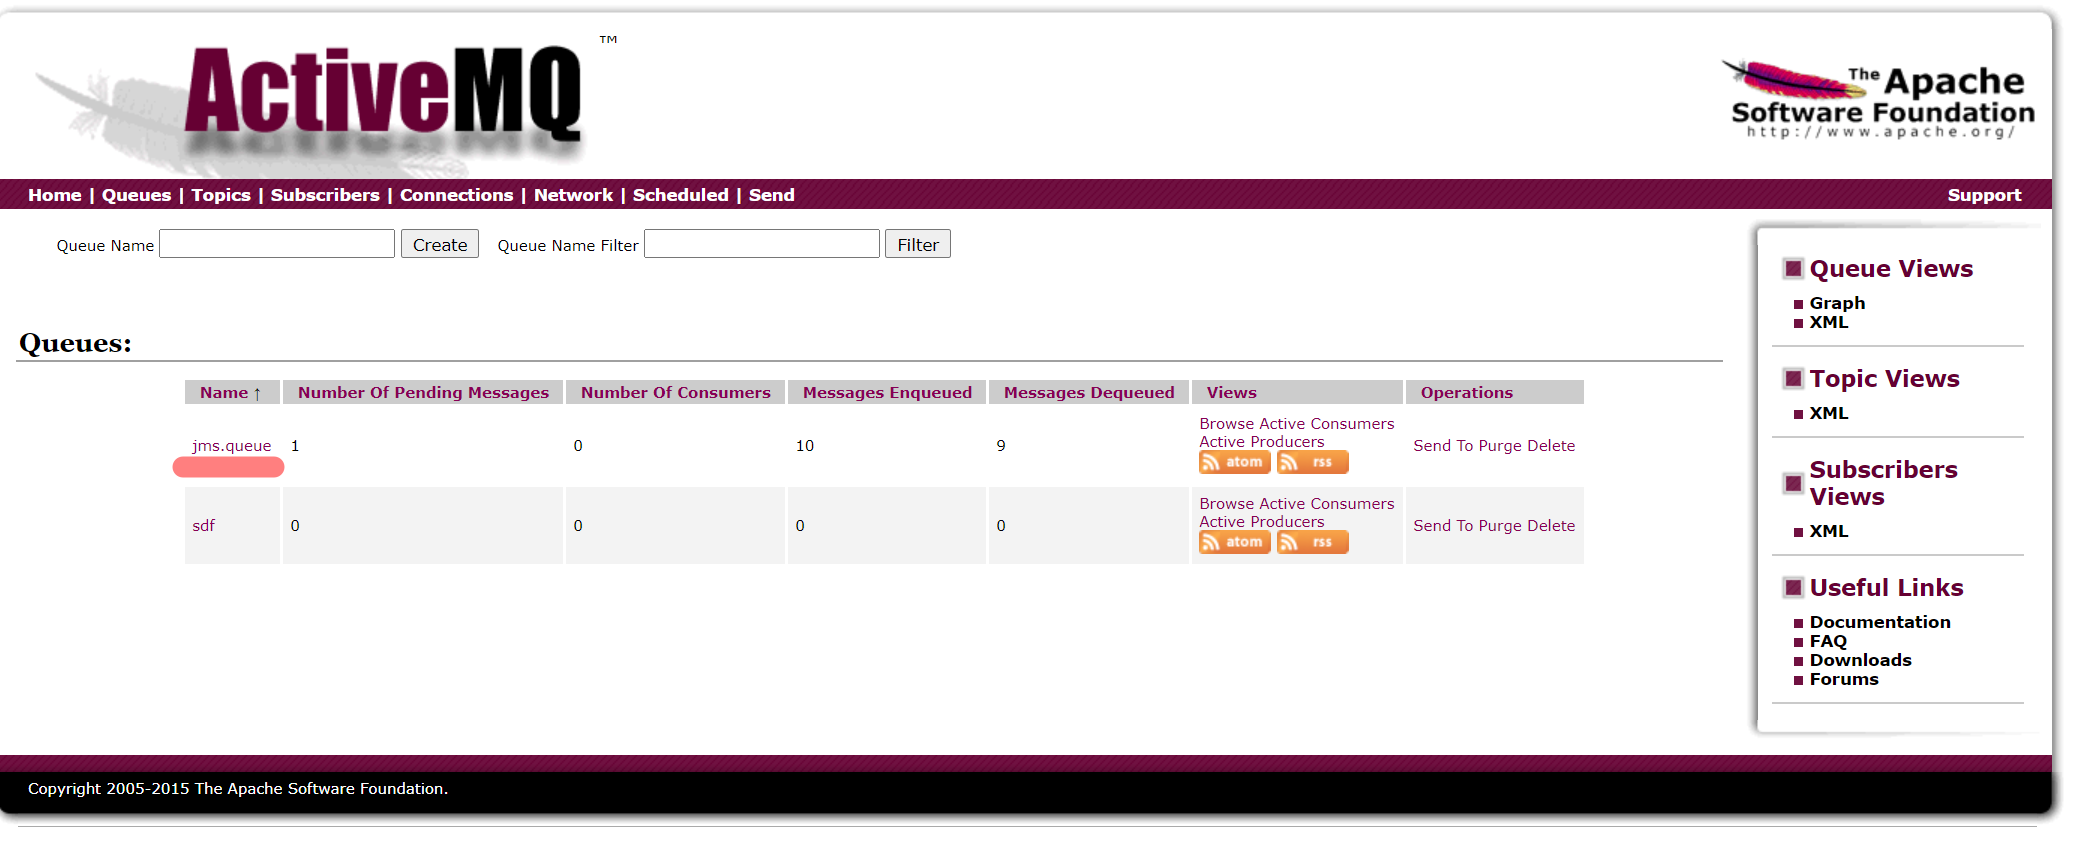 ActiveMQ ™
The Apache
Software Foundation
http://www.apache.org/
Home | Queues | Topics | Subscribers | Connections | Network | Scheduled | Send Support
Queue Name Create Queue Name Filter Filter
Queues:
Name ↑ Number Of Pending Messages Number Of Consumers Messages Enqueued Messages Dequeued Views Operations
jms.queue 1 0 10 9 Browse Active Consumers
Active Producers
atom rss
Send To Purge Delete
sdf 0 0 0 0 Browse Active Consumers
Active Producers
atom rss
Send To Purge Delete
Queue Views
Graph
XML
Topic Views
XML
Subscribers
Views
XML
Useful Links
Documentation
FAQ
Downloads
Forums
Copyright 2005-2015 The Apache Software Foundation.